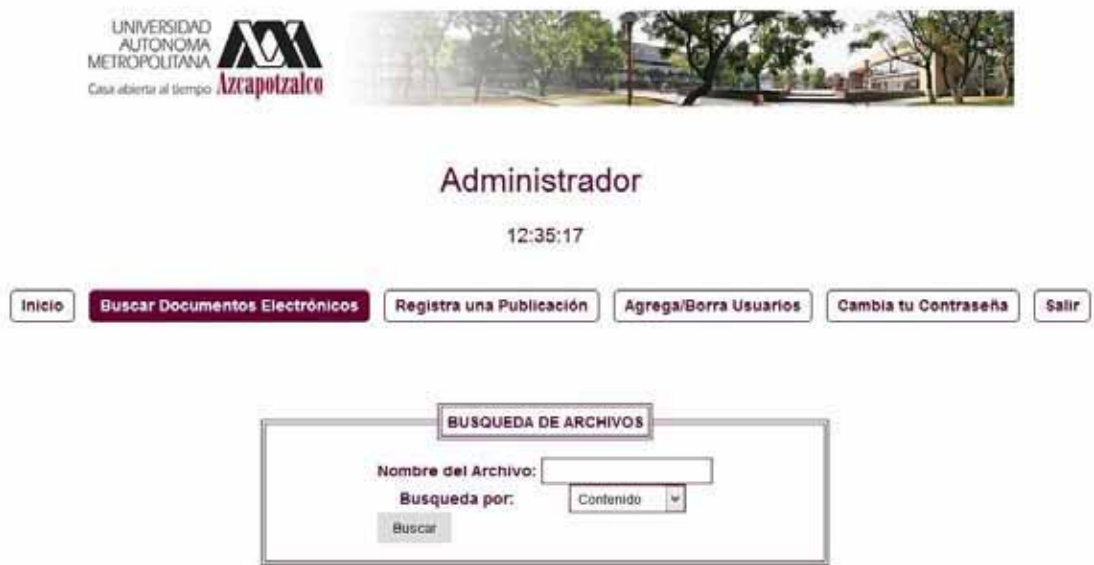 UNIVERSIDAD
AUTONOMA
METROPOLITANA
Casa abierta al tiempo Azcapotzalco
Administrador
12:35:17
Inicio Buscar Documentos Electrónicos Registra una Publicación Agrega/Borra Usuarios Cambia tu Contraseña Salir
BUSQUEDA DE ARCHIVOS
Nombre del Archivo:
Busqueda por: Contenido
Buscar